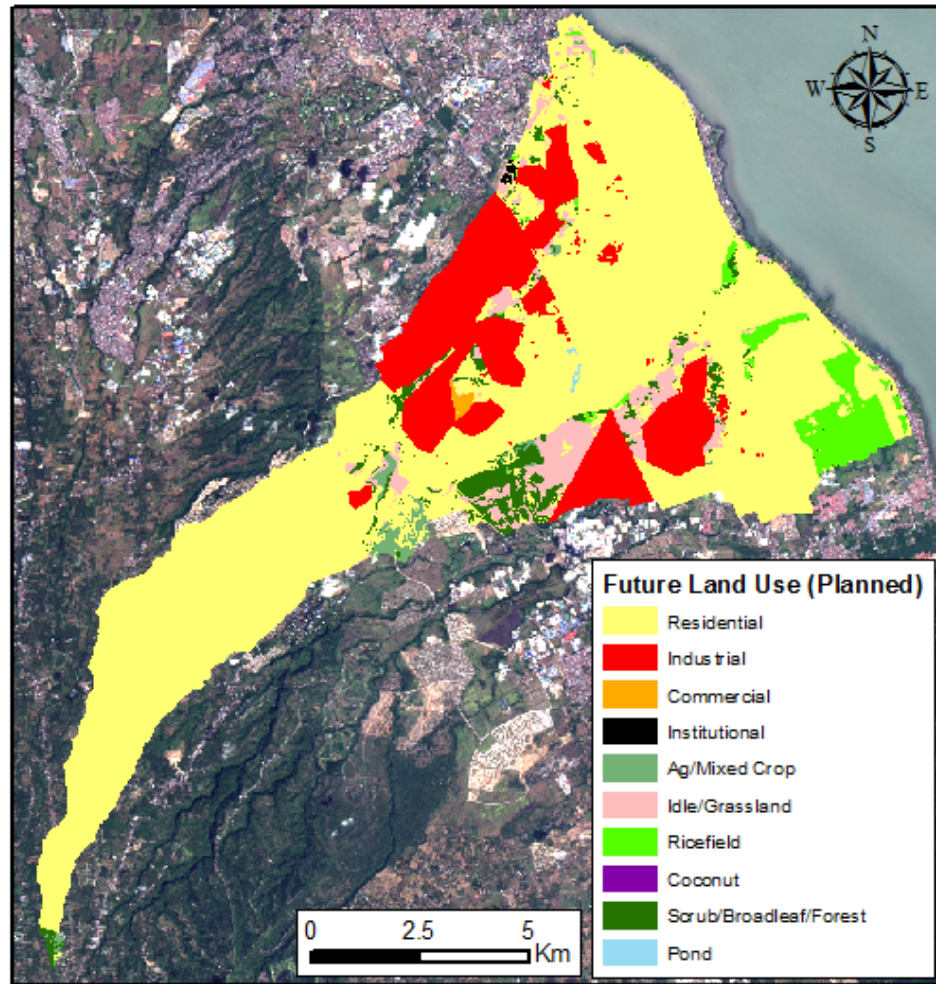 N
W E
S
Future Land Use (Planned)
Residential
Industrial
Commercial
Institutional
Ag/Mixed Crop
Idle/Grassland
Ricefield
Coconut
Scrub/Broadleaf/Forest
Pond
0 2.5 5
Km